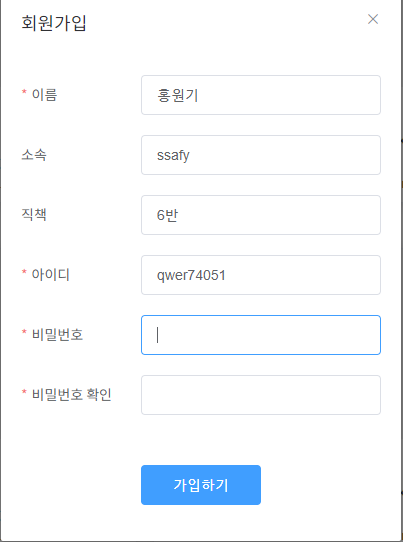 회원가입
* 이름 홍원기
소속 ssafy
직책 6반
* 아이디 qwer74051
* 비밀번호
* 비밀번호 확인
가입하기